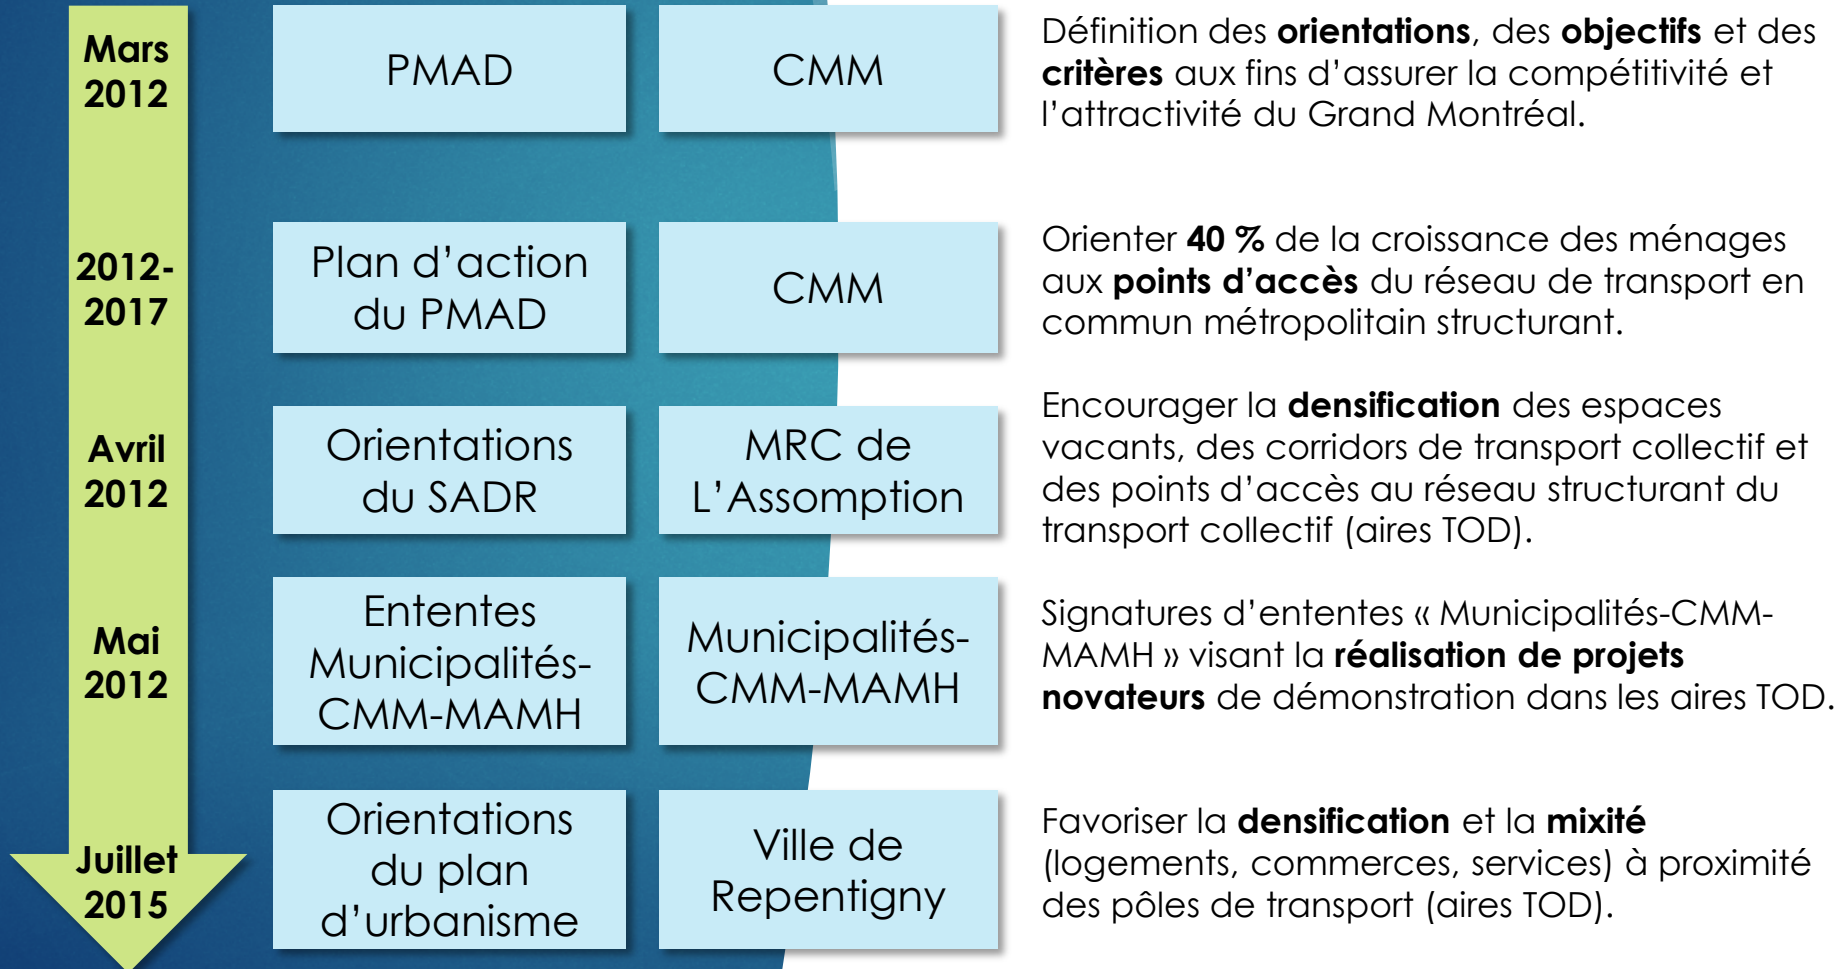 Mars
2012
PMAD
CMM
Définition des orientations, des objectifs et des
critères aux fins d’assurer la compétitivité et
l’attractivité du Grand Montréal.
2012-
2017
Plan d’action
du PMAD
CMM
Orienter 40 % de la croissance des ménages
aux points d’accès du réseau de transport en
commun métropolitain structurant.
Avril
2012
Orientations
du SADR
MRC de
L’Assomption
Encourager la densification des espaces
vacants, des corridors de transport collectif et
des points d’accès au réseau structurant du
transport collectif (aires TOD).
Mai
2012
Ententes
Municipalités-
CMM-MAMH
Municipalités-
CMM-MAMH
Signatures d’ententes « Municipalités-CMM-
MAMH » visant la réalisation de projets
novateurs de démonstration dans les aires TOD.
Juillet
2015
Orientations
du plan
d’urbanisme
Ville de
Repentigny
Favoriser la densification et la mixité
(logements, commerces, services) à proximité
des pôles de transport (aires TOD).